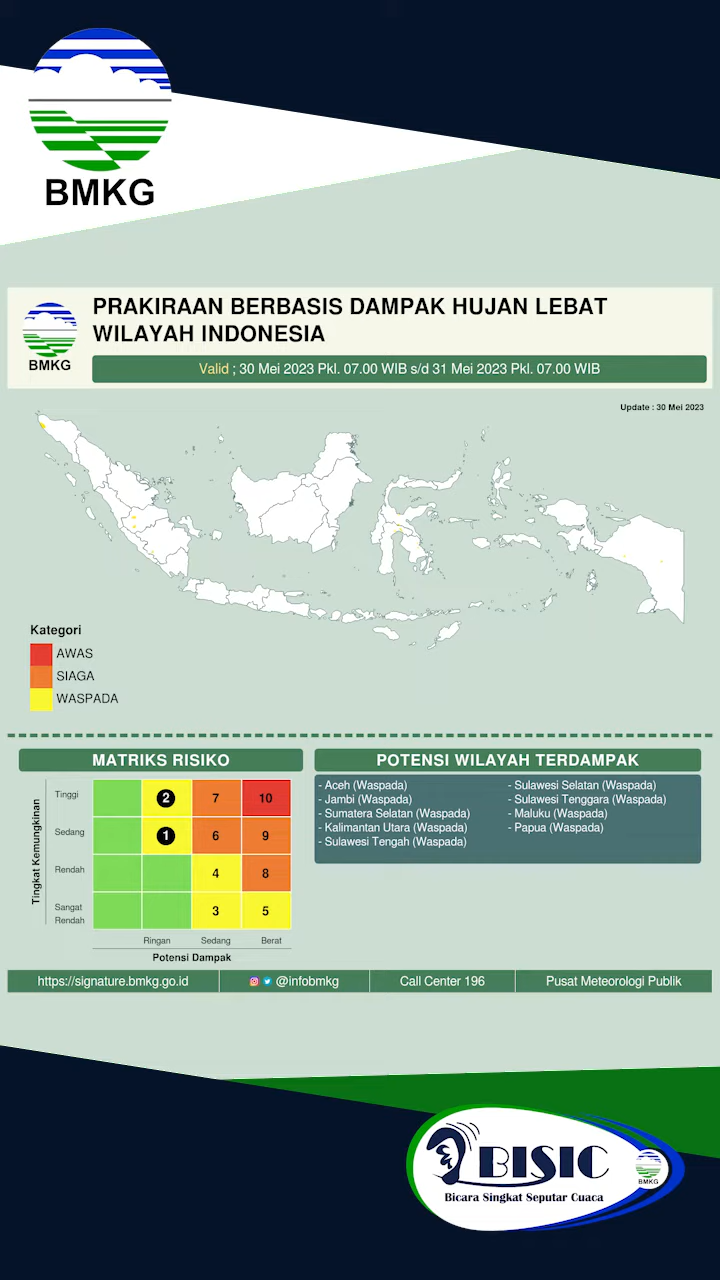 BMKG
PRAKIRAAN BERBASIS DAMPAK HUJAN LEBAT
WILAYAH INDONESIA
BMKG
Valid ; 30 Mei 2023 Pkl. 07.00 WIB s/d 31 Mei 2023 Pkl. 07.00 WIB
Update : 30 Mei 2023
Kategori
AWAS
SIAGA
WASPADA
MATRIKS RISIKO
Tingkat Kemungkinan
Tinggi
2
7
10
Sedang
1
6
9
Rendah
4
8
Sangat
Rendah
3
5
Ringan
Sedang
Berat
Potensi Dampak
POTENSI WILAYAH TERDAMPAK
- Aceh (Waspada)
- Jambi (Waspada)
- Sumatera Selatan (Waspada)
- Kalimantan Utara (Waspada)
- Sulawesi Tengah (Waspada)
- Sulawesi Selatan (Waspada)
- Sulawesi Tenggara (Waspada)
- Maluku (Waspada)
- Papua (Waspada)
https://signature.bmkg.go.id
@infobmkg
Call Center 196
Pusat Meteorologi Publik
BISIC
BMKG
Bicara Singkat Seputar Cuaca